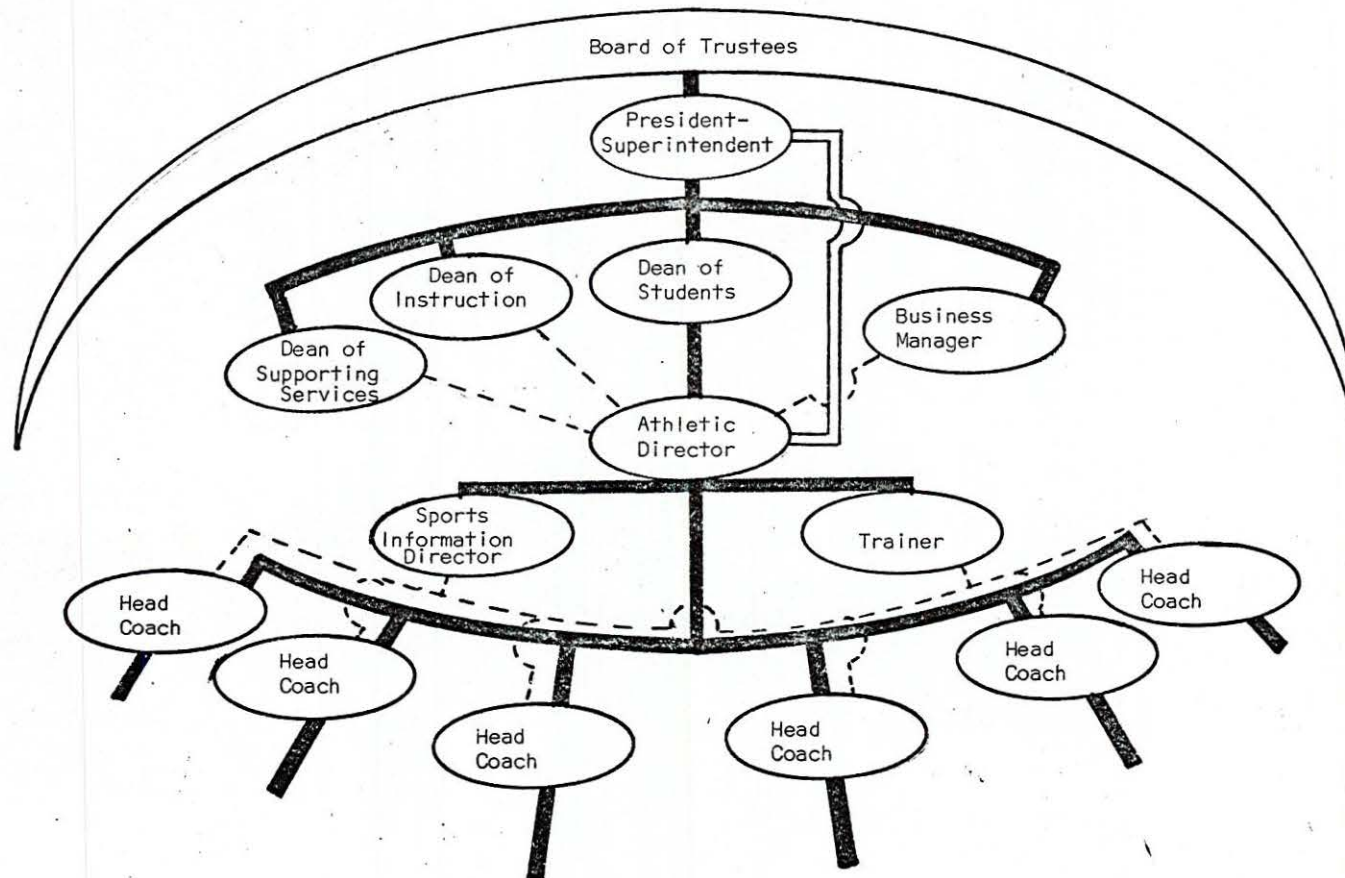 Board of Trustees
President-
Superintendent
Dean of
Instruction
Dean of
Students
Business
Manager
Dean of
Supporting
Services
Athletic
Director
Sports
Information
Director
Trainer
Head
Coach
Head
Coach
Head
Coach
Head
Coach
Head
Coach
Head
Coach